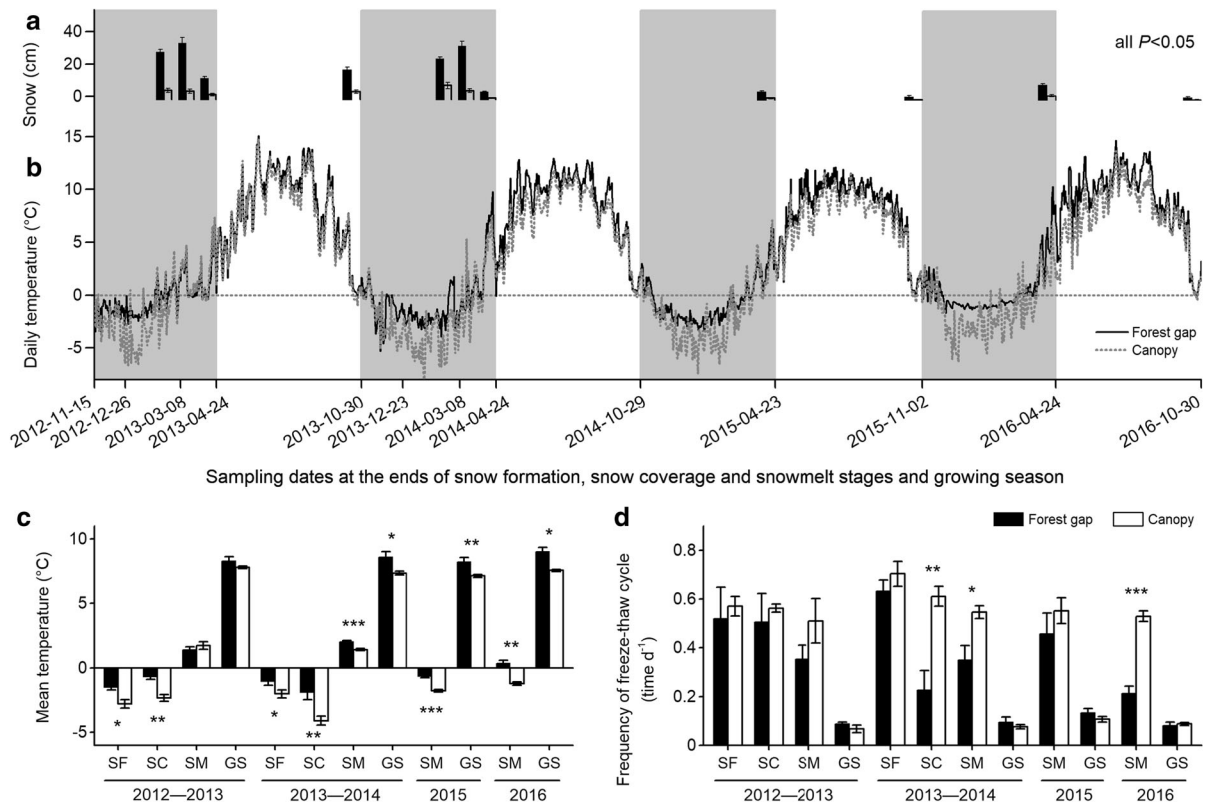 a
Snow (cm)
40
20
0
all P<0.05
b
Daily temperature (°C)
15
10
5
0
-5
Forest gap
Canopy
2012-11-15
2012-12-26
2013-03-08
2013-04-24
2013-10-30
2013-12-23
2014-03-08
2014-04-24
2014-10-29
2015-04-23
2015-11-02
2016-04-24
2016-10-30
Sampling dates at the ends of snow formation, snow coverage and snowmelt stages and growing season
c
Mean temperature (°C)
10
5
0
-5
* ** * ** *** * *** ** ** *
SF SC SM GS SF SC SM GS SM GS SM GS
2012—2013 2013—2014 2015 2016
d
Forest gap Canopy
Frequency of freeze-thaw cycle
(time d-1)
0.8
0.6
0.4
0.2
0
** * ***
SF SC SM GS SF SC SM GS SM GS SM GS
2012—2013 2013—2014 2015 2016